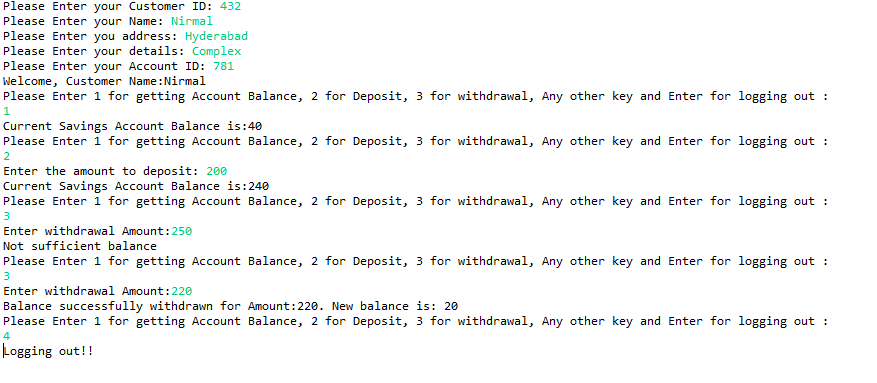 Please Enter your Customer ID: 432
Please Enter your Name: Nirmal
Please Enter you address: Hyderabad
Please Enter your details: Complex
Please Enter your Account ID: 781
Welcome, Customer Name:Nirmal
Please Enter 1 for getting Account Balance, 2 for Deposit, 3 for withdrawal, Any other key and Enter for logging out :
1
Current Savings Account Balance is:40
Please Enter 1 for getting Account Balance, 2 for Deposit, 3 for withdrawal, Any other key and Enter for logging out :
2
Enter the amount to deposit: 200
Current Savings Account Balance is:240
Please Enter 1 for getting Account Balance, 2 for Deposit, 3 for withdrawal, Any other key and Enter for logging out :
3
Enter withdrawal Amount:250
Not sufficient balance
Please Enter 1 for getting Account Balance, 2 for Deposit, 3 for withdrawal, Any other key and Enter for logging out :
3
Enter withdrawal Amount:220
Balance successfully withdrawn for Amount:220. New balance is: 20
Please Enter 1 for getting Account Balance, 2 for Deposit, 3 for withdrawal, Any other key and Enter for logging out :
4
Logging out!!